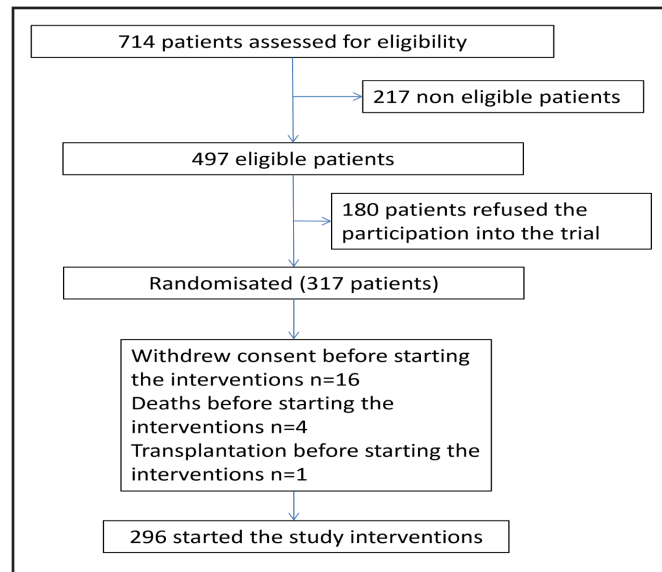 714 patients assessed for eligibility
217 non eligible patients
497 eligible patients
180 patients refused the
participation into the trial
Randomisated (317 patients)
Withdrew consent before starting
the interventions n=16
Deaths before starting the
interventions n=4
Transplantation before starting the
interventions n=1
296 started the study interventions